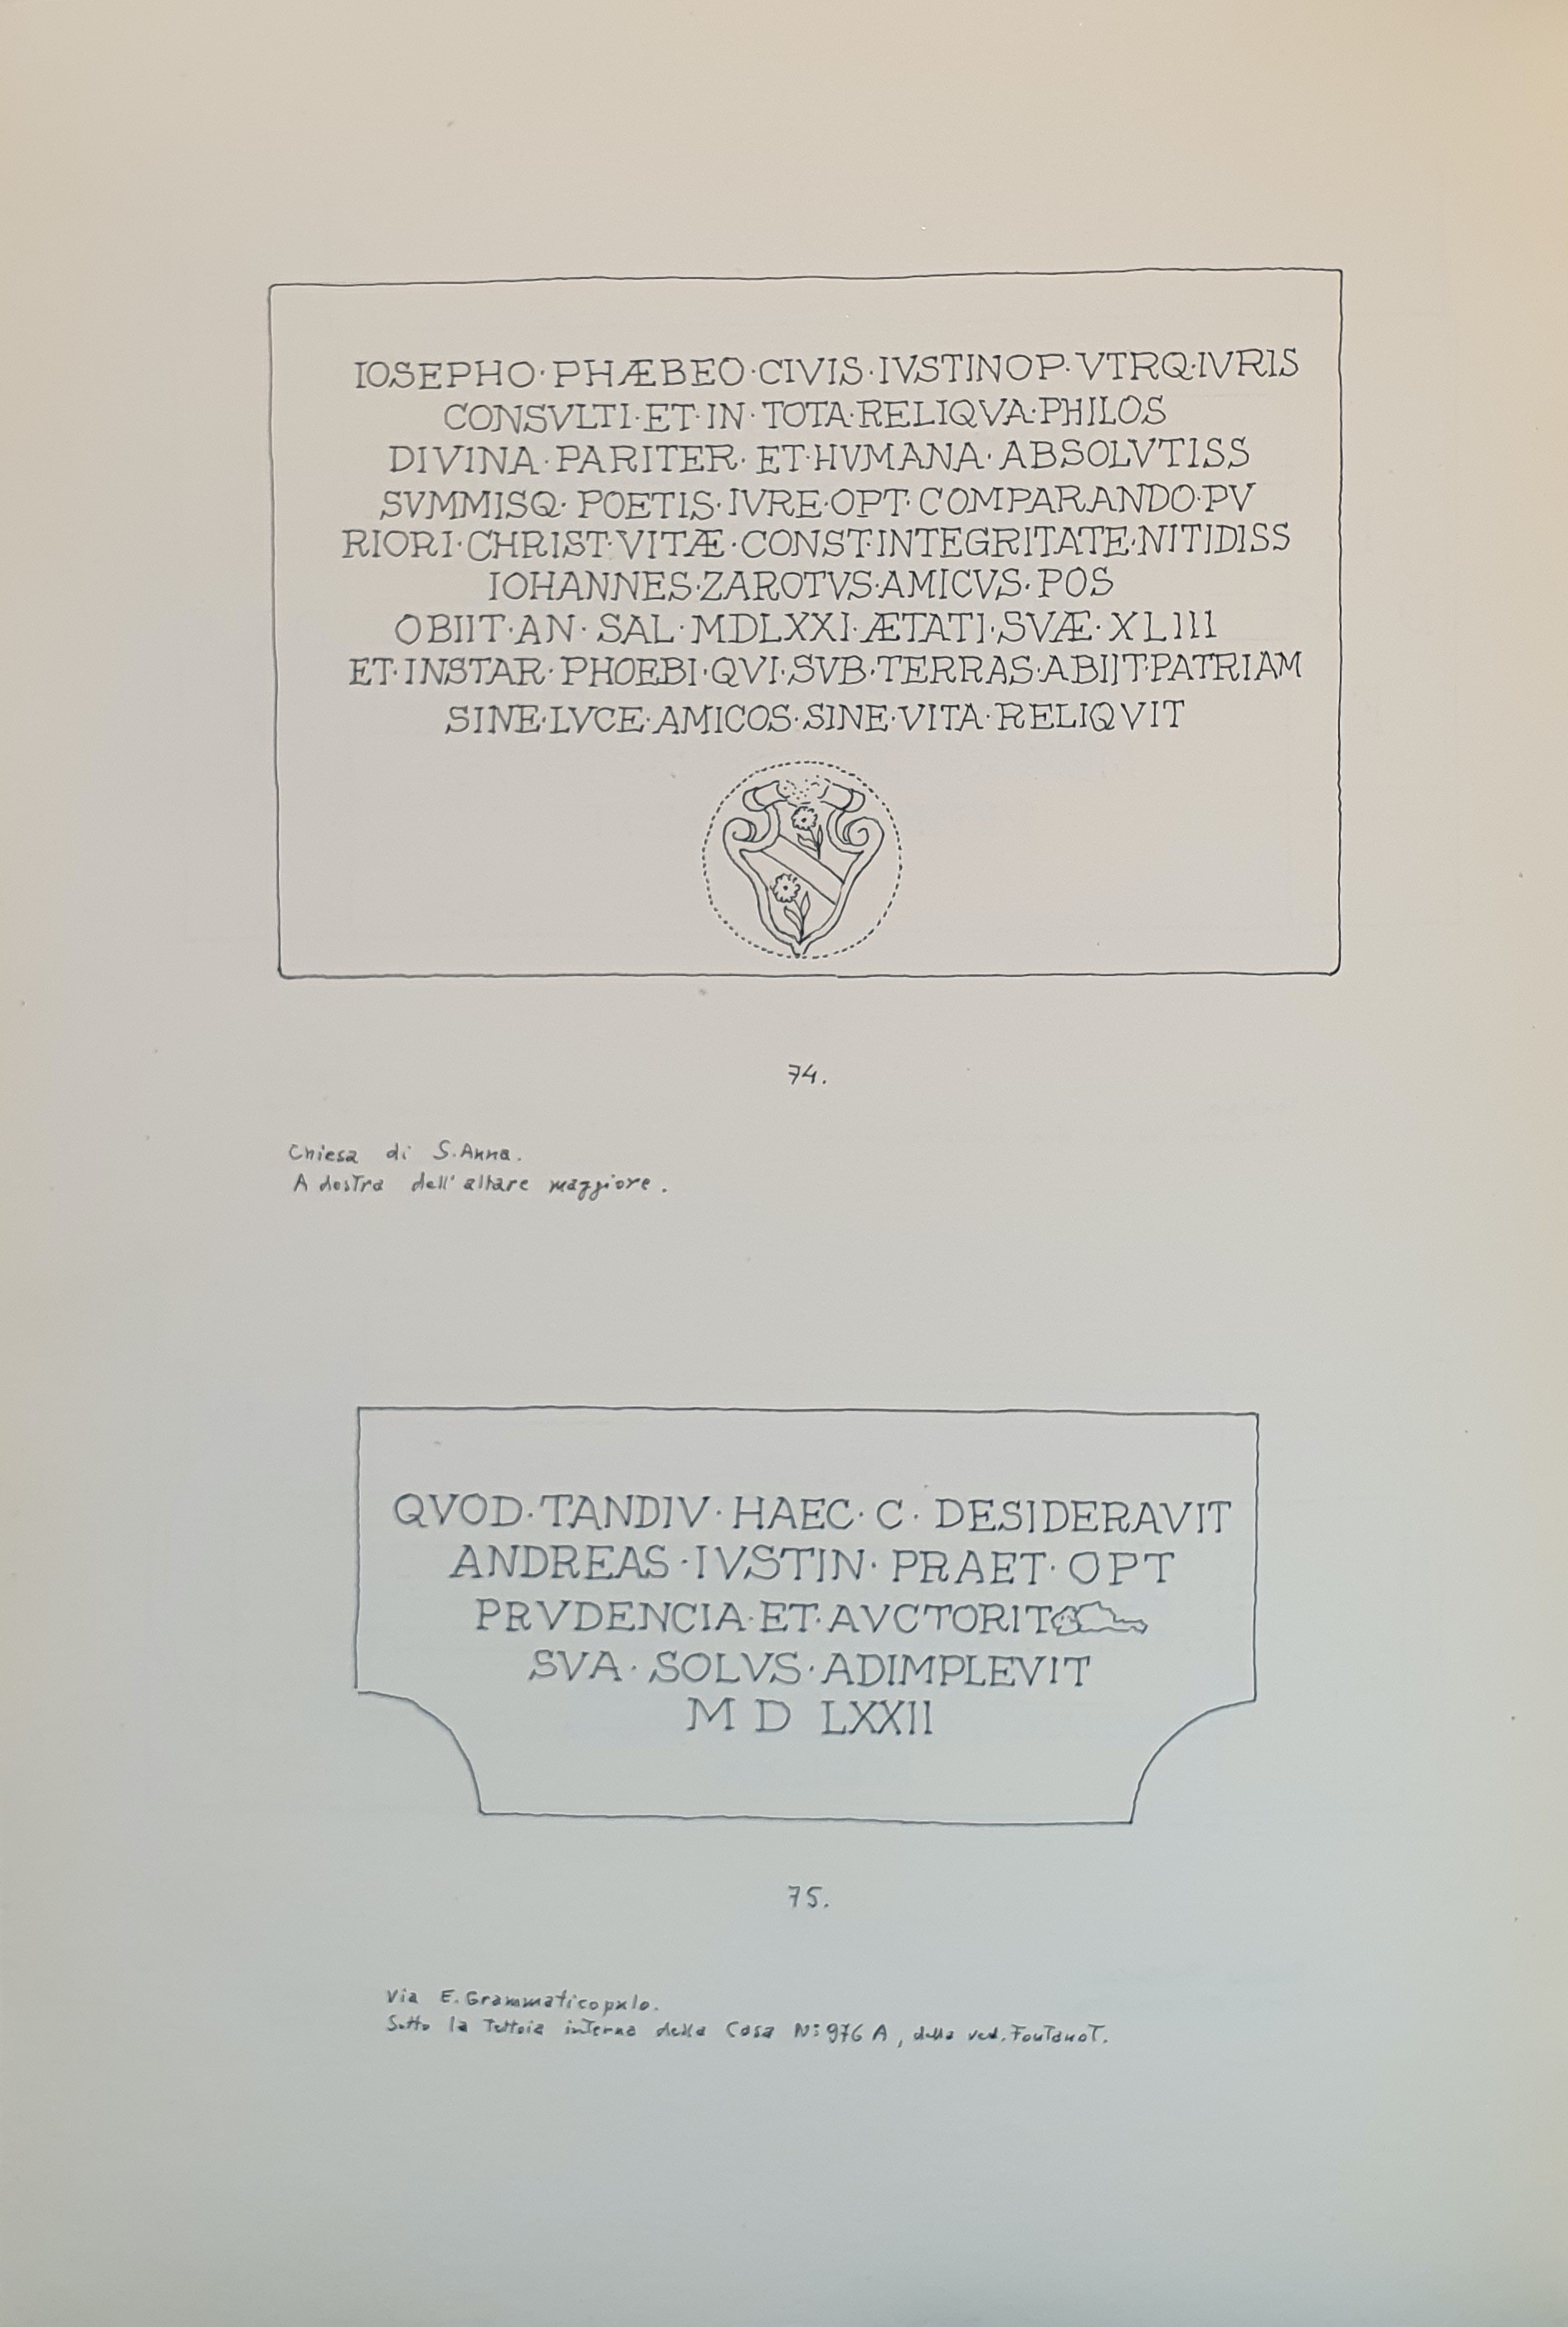 IOSEPHO·PHÆBEO·CIVIS·IVSTINOP·VTRQ·IVRIS
CONSVLTI·ET·IN·TOTA·RELIQVA·PHILOS
DIVINA·PARITER·ET·HVMANA·ABSOLVTISS
SVMMISQ·POETIS·IVRE·OPT·COMPARANDO·PV
RIORI·CHRIST·VITÆ·CONST·INTEGRITATE·NITIDISS
IOHANNES·ZAROTVS·AMICVS·POS
OBIIT·AN·SAL·MDLXXI·ÆTATI·SVÆ·XLIII
ET·INSTAR·PHOEBI·QVI·SVB·TERRAS·ABIIT·PATRIAM
SINE·LVCE·AMICOS·SINE·VITA·RELIQVIT
74.
Chiesa di S.Anna.
A destra dell'altare maggiore.
QVOD·TANDIV·HAEC·C·DESIDERAVIT
ANDREAS·IVSTIN·PRAET·OPT
PRVDENCIA·ET·AVCTORIT
SVA·SOLVS·ADIMPLEVIT
M D LXXII
75.
Via E.Grammaticopulo.
Sotto la Tettoia interna della Casa N:976 A, della ved. Fontanot.